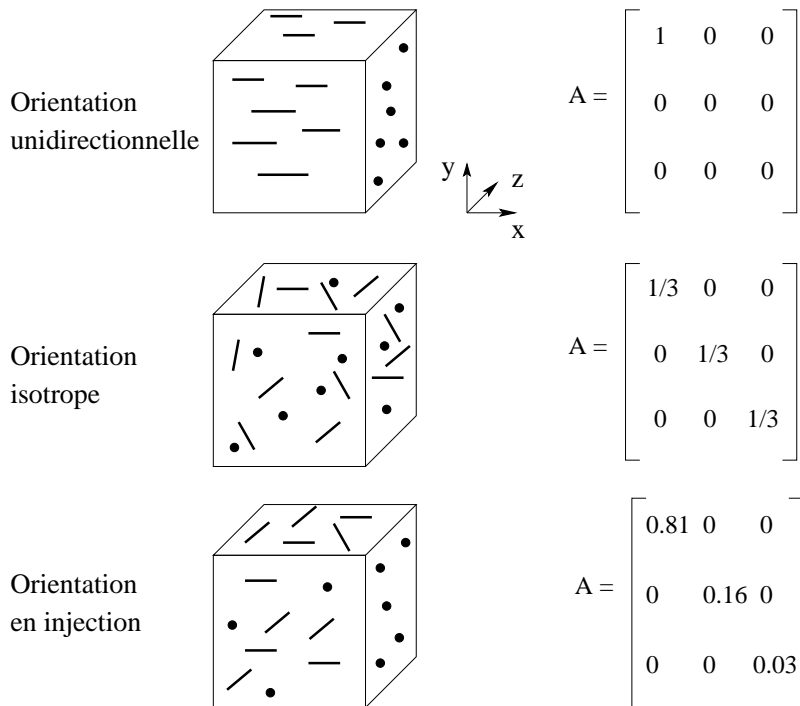 Orientation
unidirectionnelle
y
z
x
A =
1 0 0
0 0 0
0 0 0
Orientation
isotrope
A =
1/3 0 0
0 1/3 0
0 0 1/3
Orientation
en injection
A =
0.81 0 0
0 0.16 0
0 0 0.03